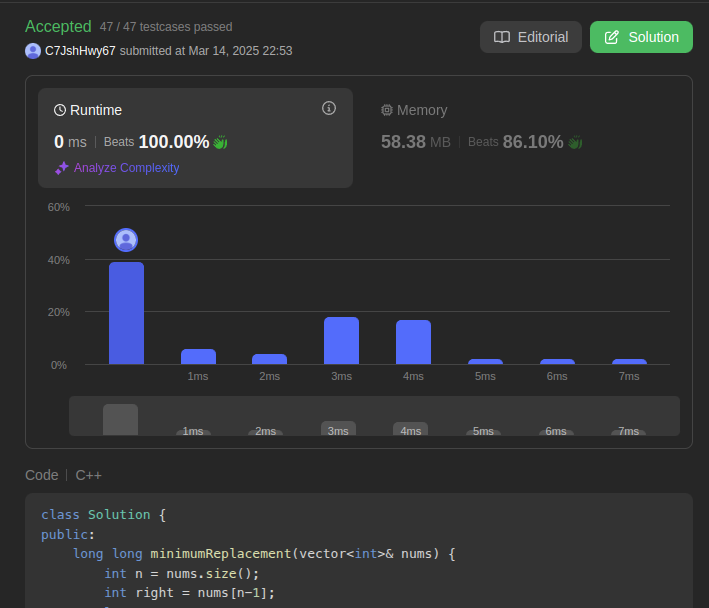 Accepted 47 / 47 testcases passed
C7JshHwy67 submitted at Mar 14, 2025 22:53
Editorial
Solution
Runtime
0 ms | Beats 100.00%
Analyze Complexity
Memory
58.38 MB | Beats 86.10%
60%
40%
20%
0%
1ms 2ms 3ms 4ms 5ms 6ms 7ms
1ms 2ms 3ms 4ms 5ms 6ms 7ms
Code | C++
class Solution {
public:
    long long minimumReplacement(vector<int>& nums) {
        int n = nums.size();
        int right = nums[n-1];